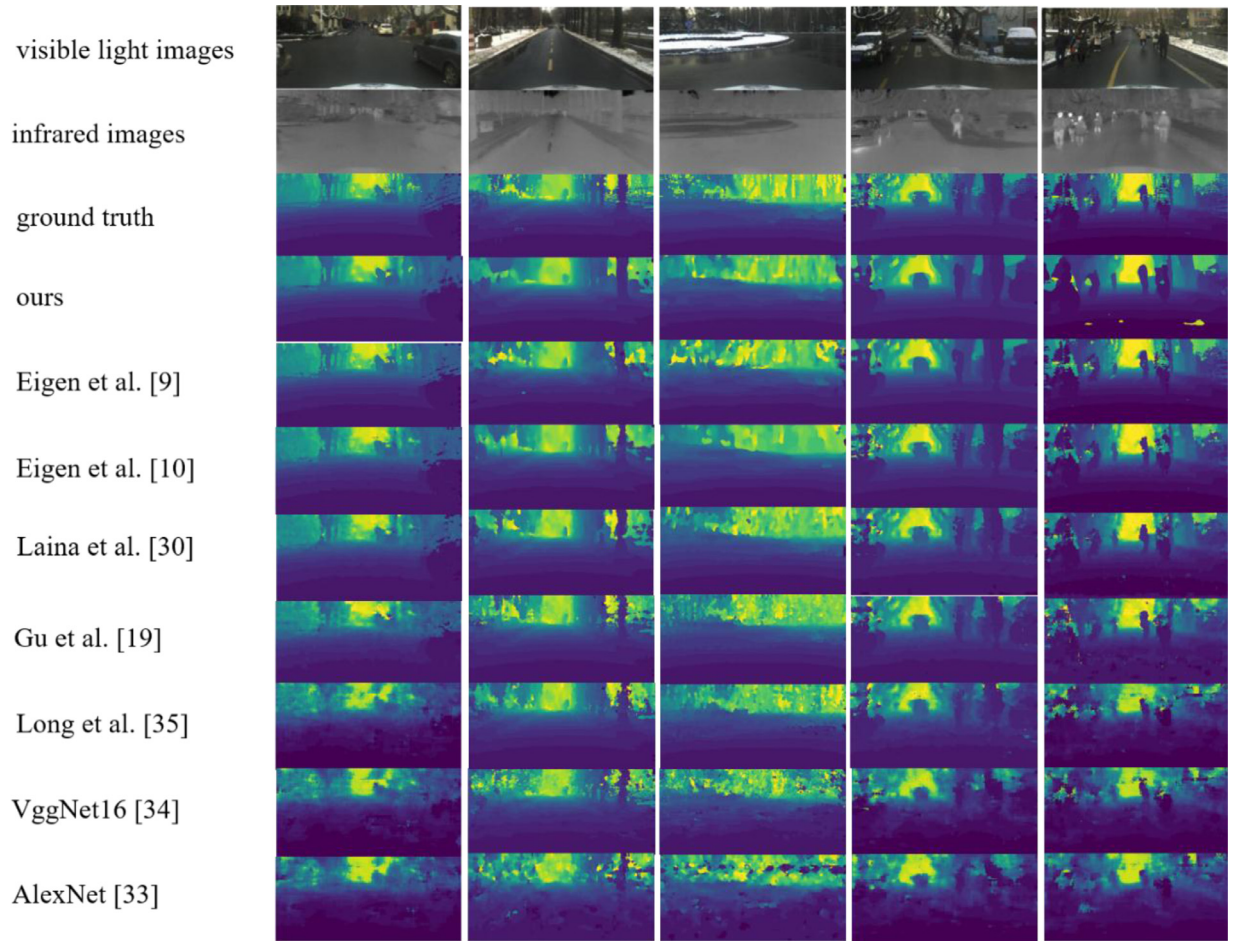 visible light images
infrared images
ground truth
ours
Eigen et al. [9]
Eigen et al. [10]
Laina et al. [30]
Gu et al. [19]
Long et al. [35]
VggNet16 [34]
AlexNet [33]